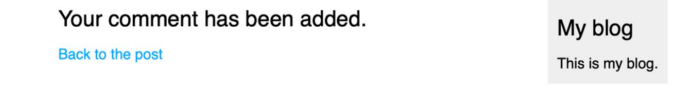 Your comment has been added.
Back to the post
My blog
This is my blog.